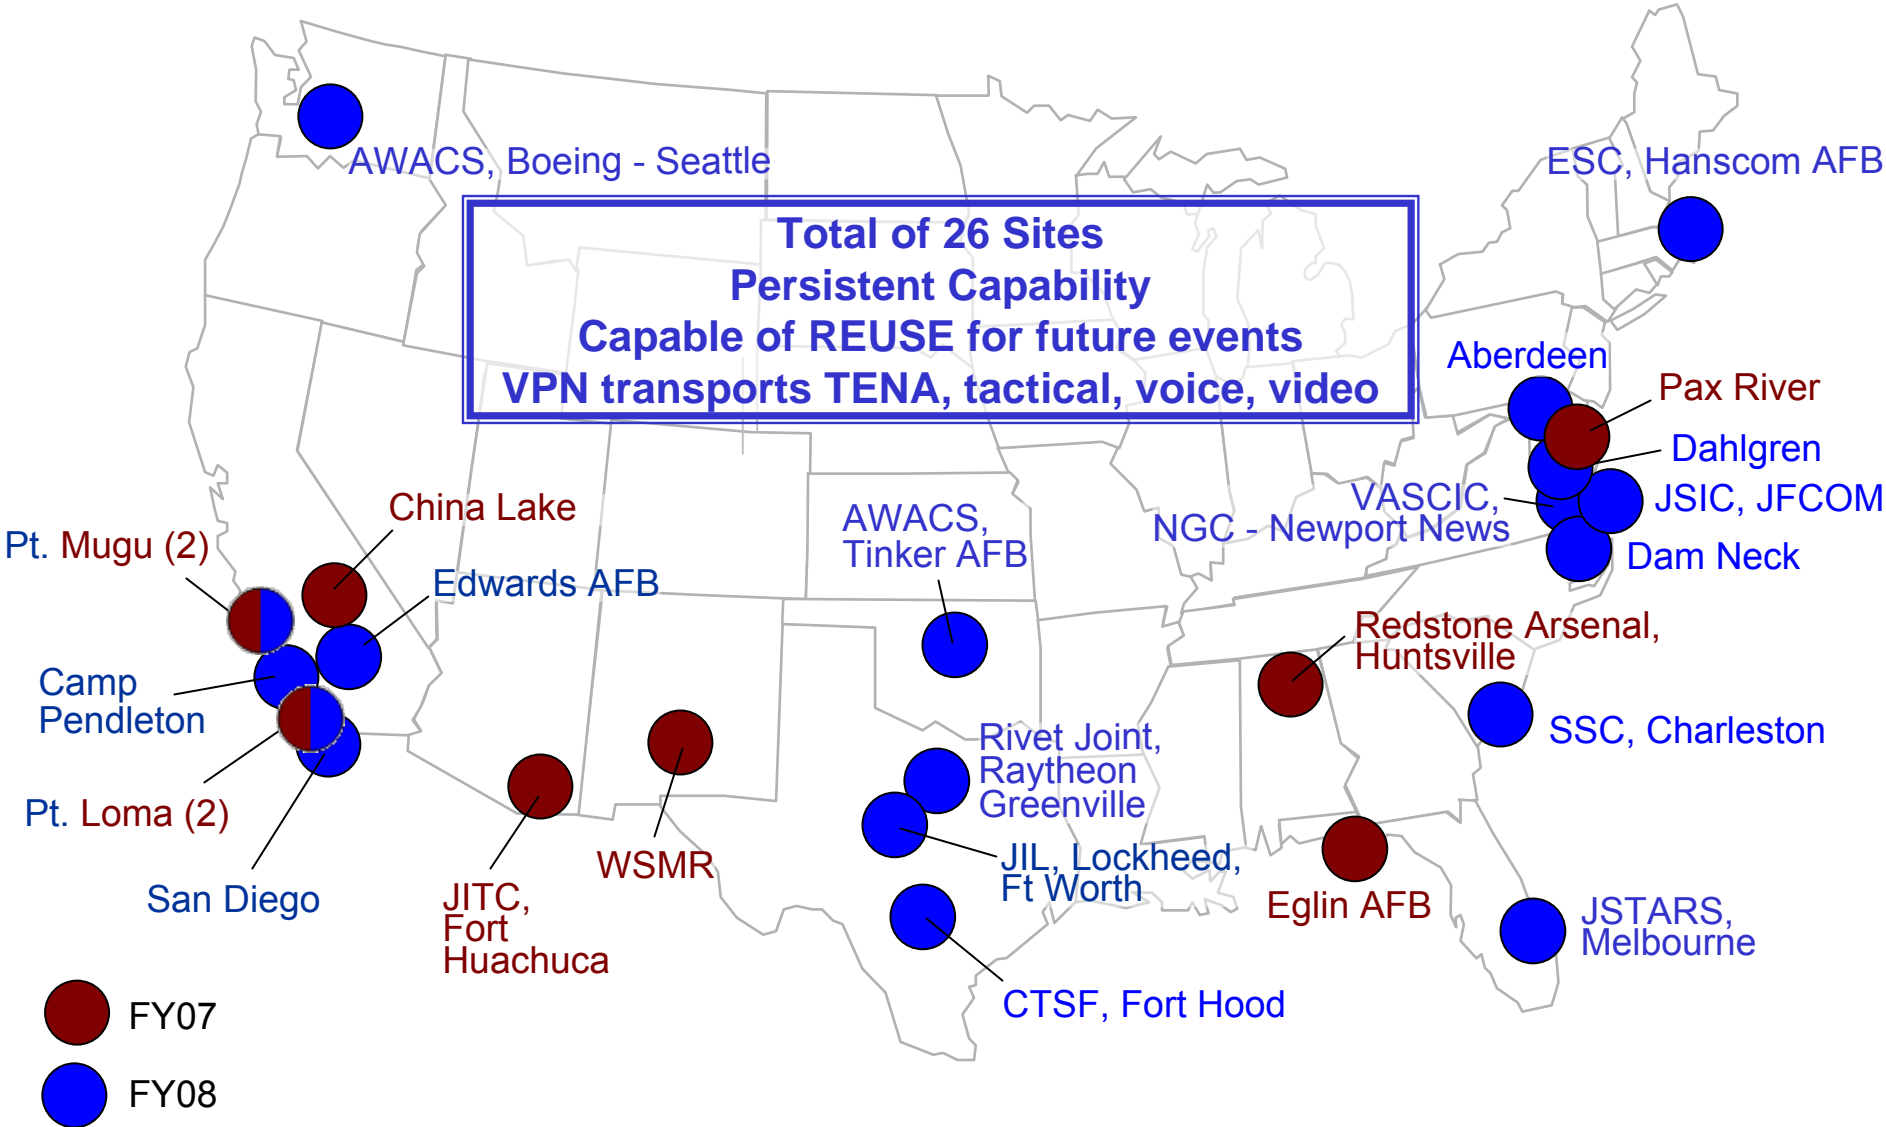 AWACS, Boeing - Seattle
ESC, Hanscom AFB
Total of 26 Sites
Persistent Capability
Capable of REUSE for future events
VPN transports TENA, tactical, voice, video
Aberdeen
Pax River
Dahlgren
JSIC, JFCOM
VASCIC,
NGC - Newport News
Dam Neck
China Lake
Pt. Mugu (2)
Edwards AFB
AWACS,
Tinker AFB
Camp
Pendleton
Redstone Arsenal,
Huntsville
SSC, Charleston
Pt. Loma (2)
San Diego
JITC,
Fort
Huachuca
WSMR
Rivet Joint,
Raytheon
Greenville
JIL, Lockheed,
Ft Worth
CTSF, Fort Hood
Eglin AFB
JSTARS,
Melbourne
FY07
FY08